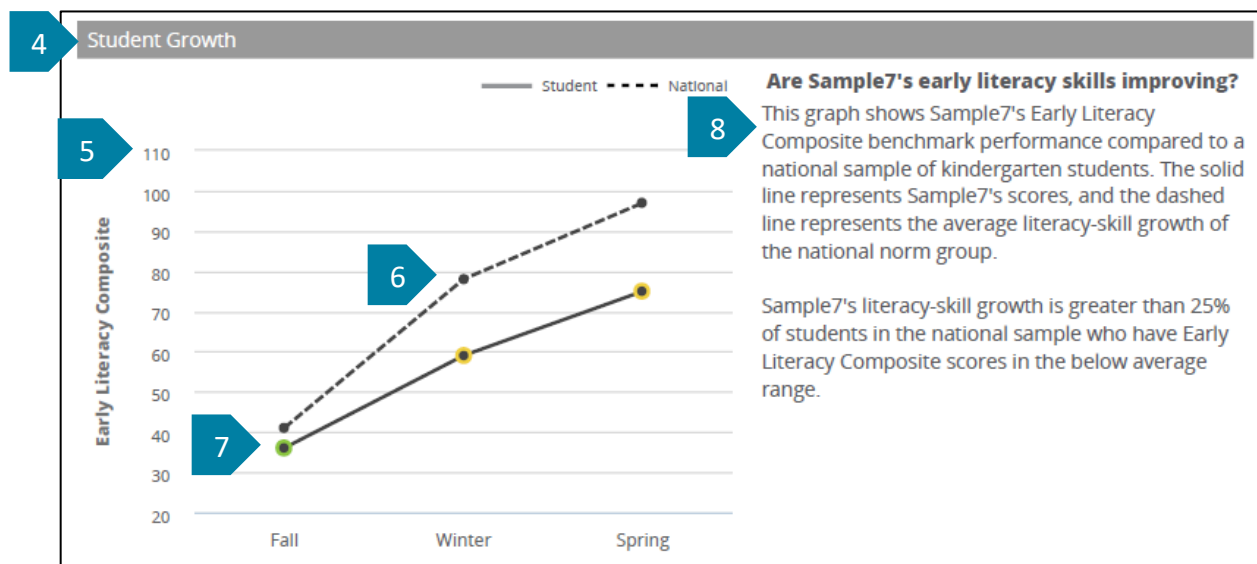 4
Student Growth
Student
National
5
110
100
90
80
70
60
50
40
30
20
Early Literacy Composite
6
7
Fall
Winter
Spring
8
Are Sample7's early literacy skills improving?
This graph shows Sample7's Early Literacy
Composite benchmark performance compared to a
national sample of kindergarten students. The solid
line represents Sample7's scores, and the dashed
line represents the average literacy-skill growth of
the national norm group.
Sample7's literacy-skill growth is greater than 25%
of students in the national sample who have Early
Literacy Composite scores in the below average
range.